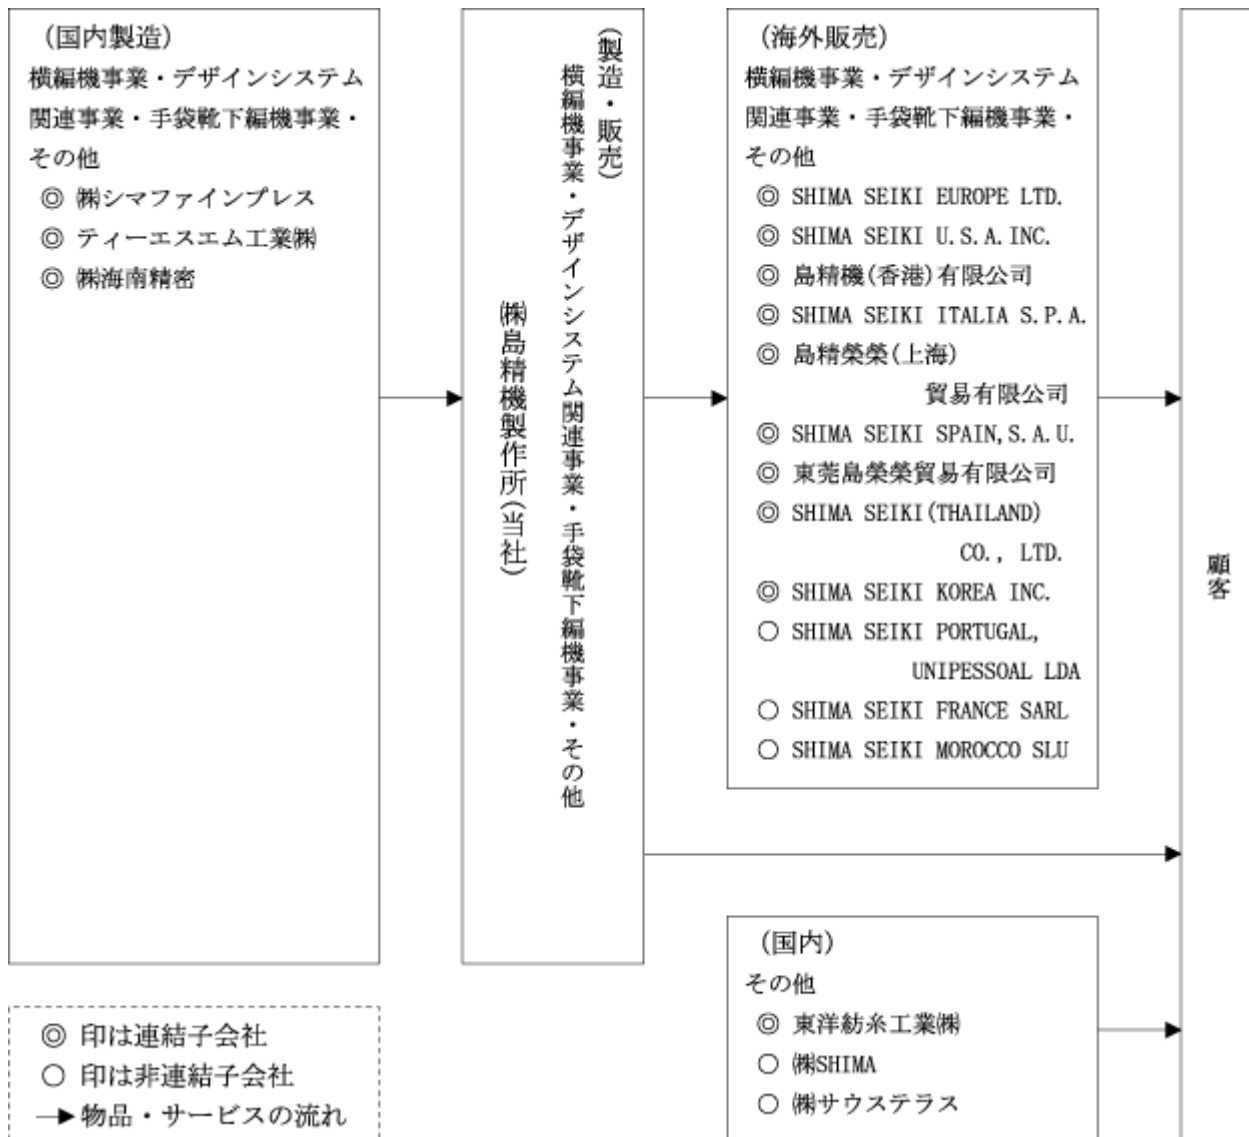 (国内製造)
横編機事業・デザインシステム
関連事業・手袋靴下編機事業・
その他
◎ ㈱シマファインプレス
◎ ティーエスエム工業㈱
◎ ㈱海南精密
(製造・販売)
横編機事業・デザインシステム関連事業・手袋靴下編機事業・その他
㈱島精機製作所(当社)
(海外販売)
横編機事業・デザインシステム
関連事業・手袋靴下編機事業・
その他
◎ SHIMA SEIKI EUROPE LTD.
◎ SHIMA SEIKI U.S.A.INC.
◎ 島精機(香港)有限公司
◎ SHIMA SEIKI ITALIA S.P.A.
◎ 島精榮榮(上海)
貿易有限公司
◎ SHIMA SEIKI SPAIN,S.A.U.
◎ 東莞島榮榮貿易有限公司
◎ SHIMA SEIKI(THAILAND)
CO., LTD.
◎ SHIMA SEIKI KOREA INC.
○ SHIMA SEIKI PORTUGAL,
UNIPESSOAL LDA
○ SHIMA SEIKI FRANCE SARL
○ SHIMA SEIKI MOROCCO SLU
顧客
(国内)
その他
◎ 東洋紡糸工業㈱
○ ㈱SHIMA
○ ㈱サウステラス
◎ 印は連結子会社
○ 印は非連結子会社
→ 物品・サービスの流れ